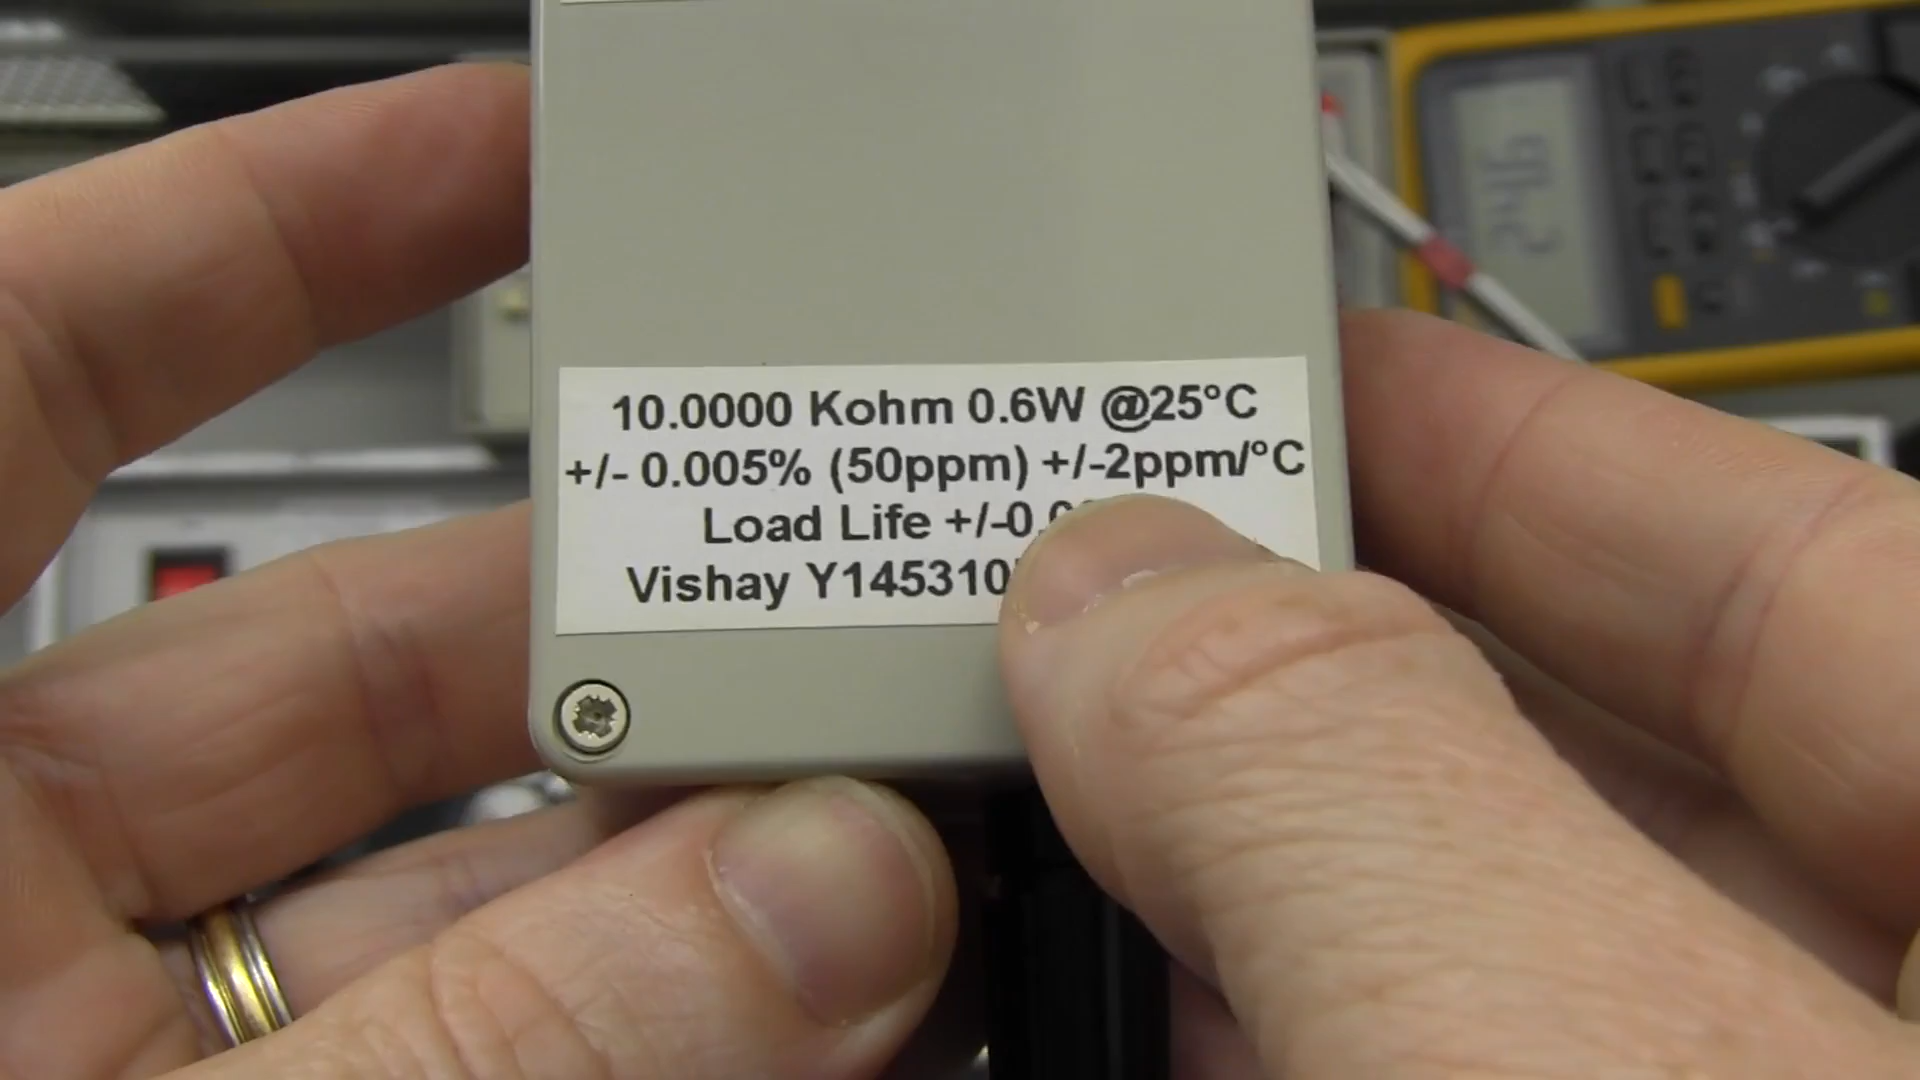 10.0000 Kohm 0.6W @25°C
+/- 0.005% (50ppm) +/-2ppm/°C
Load Life +/-0.0
Vishay Y145310